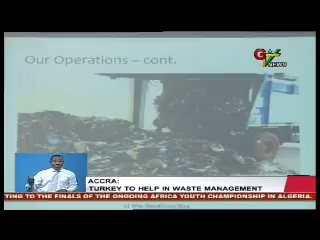 Our Operations – cont.
G NEWS
ACCRA:
TURKEY TO HELP IN WASTE MANAGEMENT
TING TO THE FINALS OF THE ONGOING AFRICA YOUTH CHAMPIONSHIP IN ALGERIA.